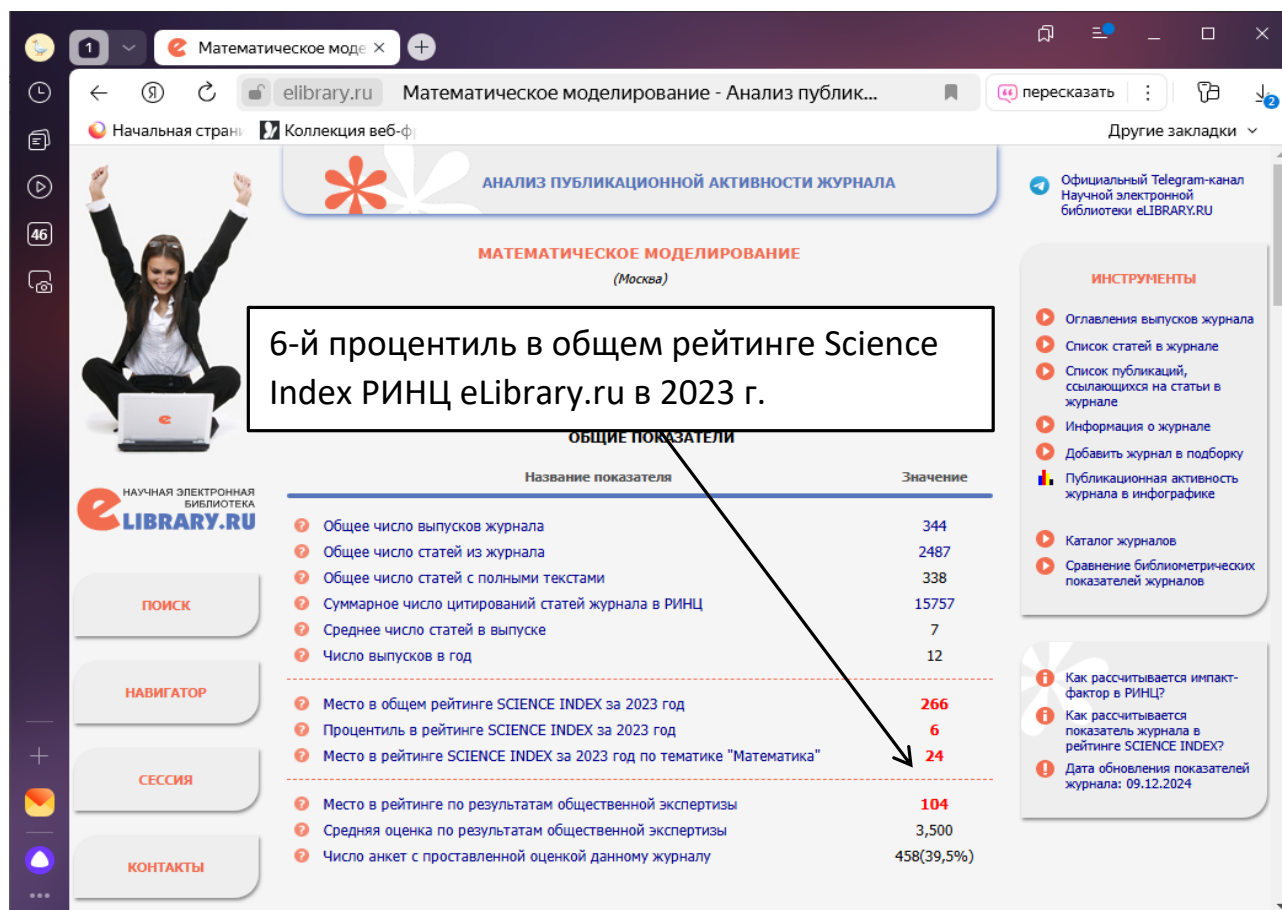 1
Математическое моде
elibrary.ru
Математическое моделирование - Анализ публик...
пересказать
2
Начальная стран
Коллекция веб-ф
Другие закладки
46
АНАЛИЗ ПУБЛИКАЦИОННОЙ АКТИВНОСТИ ЖУРНАЛА
МАТЕМАТИЧЕСКОЕ МОДЕЛИРОВАНИЕ
(Москва)
6-й процентиль в общем рейтинге Science
Index РИНЦ eLibrary.ru в 2023 г.
ОБЩИЕ ПОКАЗАТЕЛИ
Название показателя Значение
Общее число выпусков журнала 344
Общее число статей из журнала 2487
Общее число статей с полными текстами 338
Суммарное число цитирований статей журнала в РИНЦ 15757
Среднее число статей в выпуске 7
Число выпусков в год 12
Место в общем рейтинге SCIENCE INDEX за 2023 год 266
Процентиль в рейтинге SCIENCE INDEX за 2023 год 6
Место в рейтинге SCIENCE INDEX за 2023 год по тематике "Математика" 24
Место в рейтинге по результатам общественной экспертизы 104
Средняя оценка по результатам общественной экспертизы 3,500
Число анкет с проставленной оценкой данному журналу 458(39,5%)
НАУЧНАЯ ЭЛЕКТРОННАЯ
БИБЛИОТЕКА
eLIBRARY.RU
ПОИСК
НАВИГАТОР
СЕССИЯ
КОНТАКТЫ
Официальный Telegram-канал
Научной электронной
библиотеки eLIBRARY.RU
ИНСТРУМЕНТЫ
Оглавления выпусков журнала
Список статей в журнале
Список публикаций,
ссылающихся на статьи в
журнале
Информация о журнале
Добавить журнал в подборку
Публикационная активность
журнала в инфографике
Каталог журналов
Сравнение библиометрических
показателей журналов
Как рассчитывается импакт-
фактор в РИНЦ?
Как рассчитывается
показатель журнала в
рейтинге SCIENCE INDEX?
Дата обновления показателей
журнала: 09.12.2024